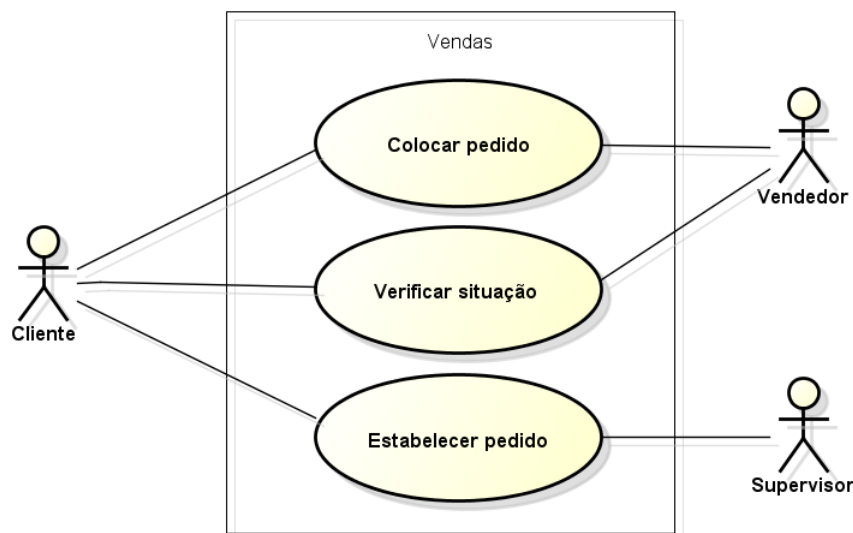 Vendas
Colocar pedido
Vendedor
Verificar situação
Cliente
Estabelecer pedido
Supervisor